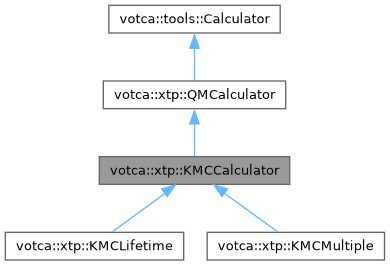 votca::tools::Calculator
votca::xtp::QMCalculator
votca::xtp::KMCCalculator
votca::xtp::KMCLifetime
votca::xtp::KMCMultiple